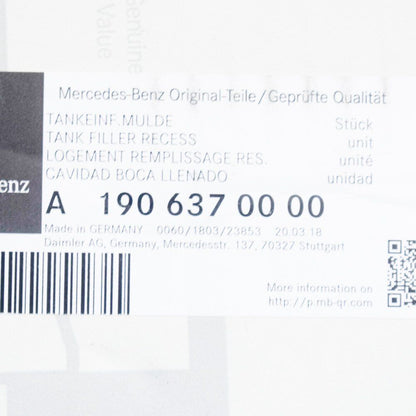 Genuine
Value
Mercedes-Benz Original-Teile/Geprüfte Qualität
TANKEINF.MULDE Stück
TANK FILLER RECESS unit
LOGEMENT REMPLISSAGE RES. unité
CAVIDAD BOCA LLENADO unidad
enz
A 190 637 00 00
Made in GERMANY 0060/1803/23853 20.03.18
Daimler AG, Germany, Mercedesstr. 137, 70327 Stuttgart
More information on
http://p.mb-qr.com